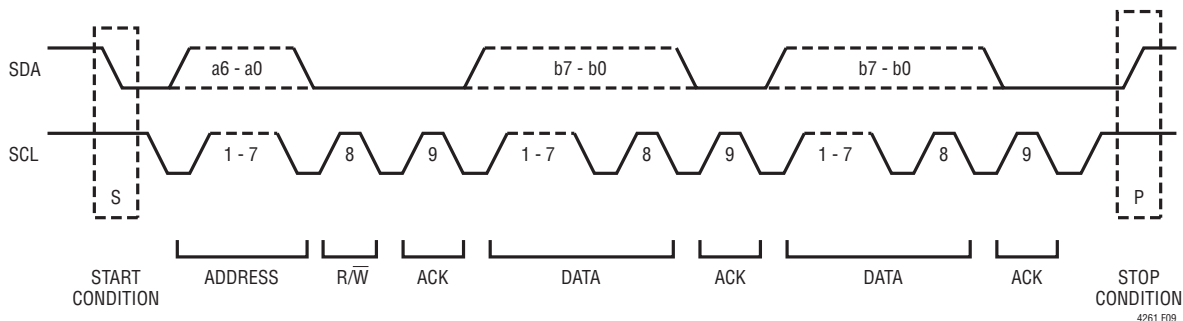 SDA
a6 - a0
b7 - b0
b7 - b0
SCL
1 - 7
8
9
1 - 7
8
9
1 - 7
8
9
S
P
START
CONDITION
ADDRESS
R/W̅
ACK
DATA
ACK
DATA
ACK
STOP
CONDITION
4261 F09